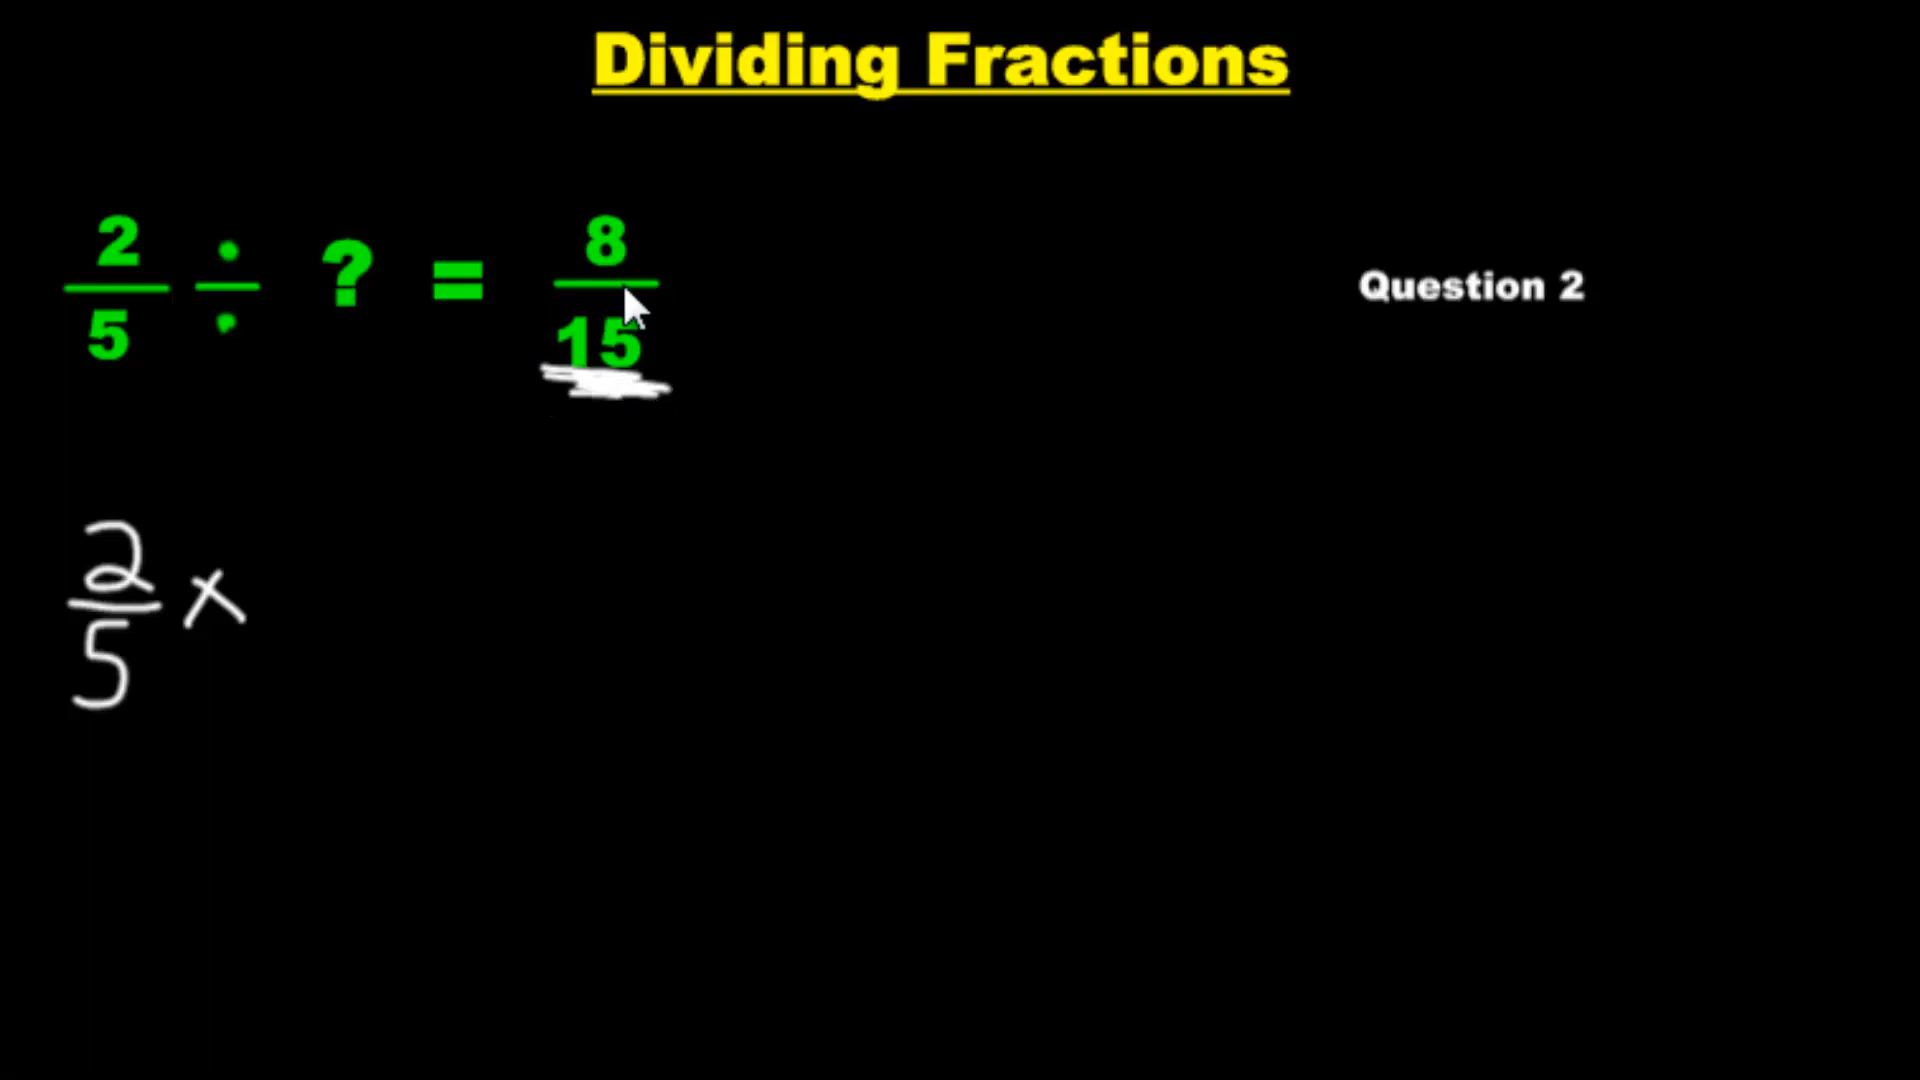 Dividing Fractions
2/5 ÷ ? = 8/15
Question 2
2/5 ×